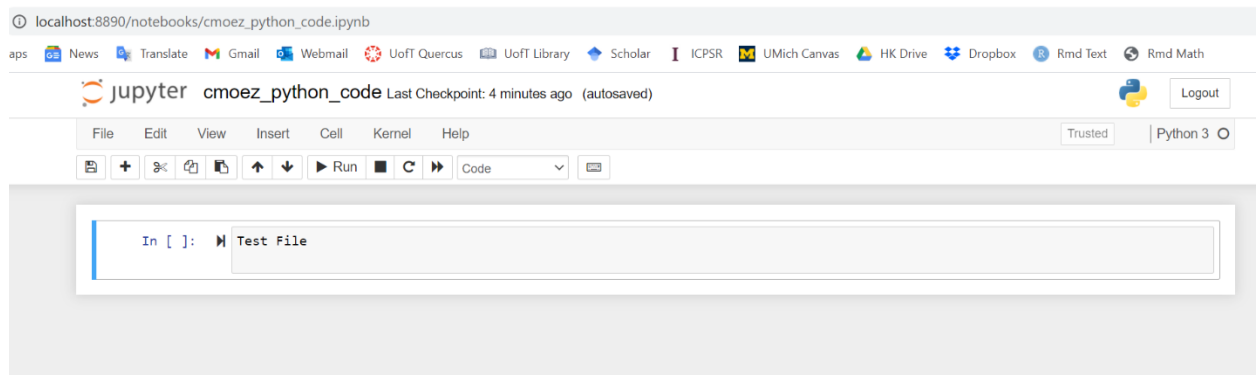 localhost:8890/notebooks/cmoez_python_code.ipynb
aps GE News Translate Gmail Webmail UofT Quercus UofT Library Scholar I ICPSR M UMich Canvas HK Drive Dropbox R Rmd Text Rmd Math
jupyter cmoez_python_code Last Checkpoint: 4 minutes ago (autosaved) Logout
File Edit View Insert Cell Kernel Help Trusted Python 3
Run Code
In [ ]: Test File